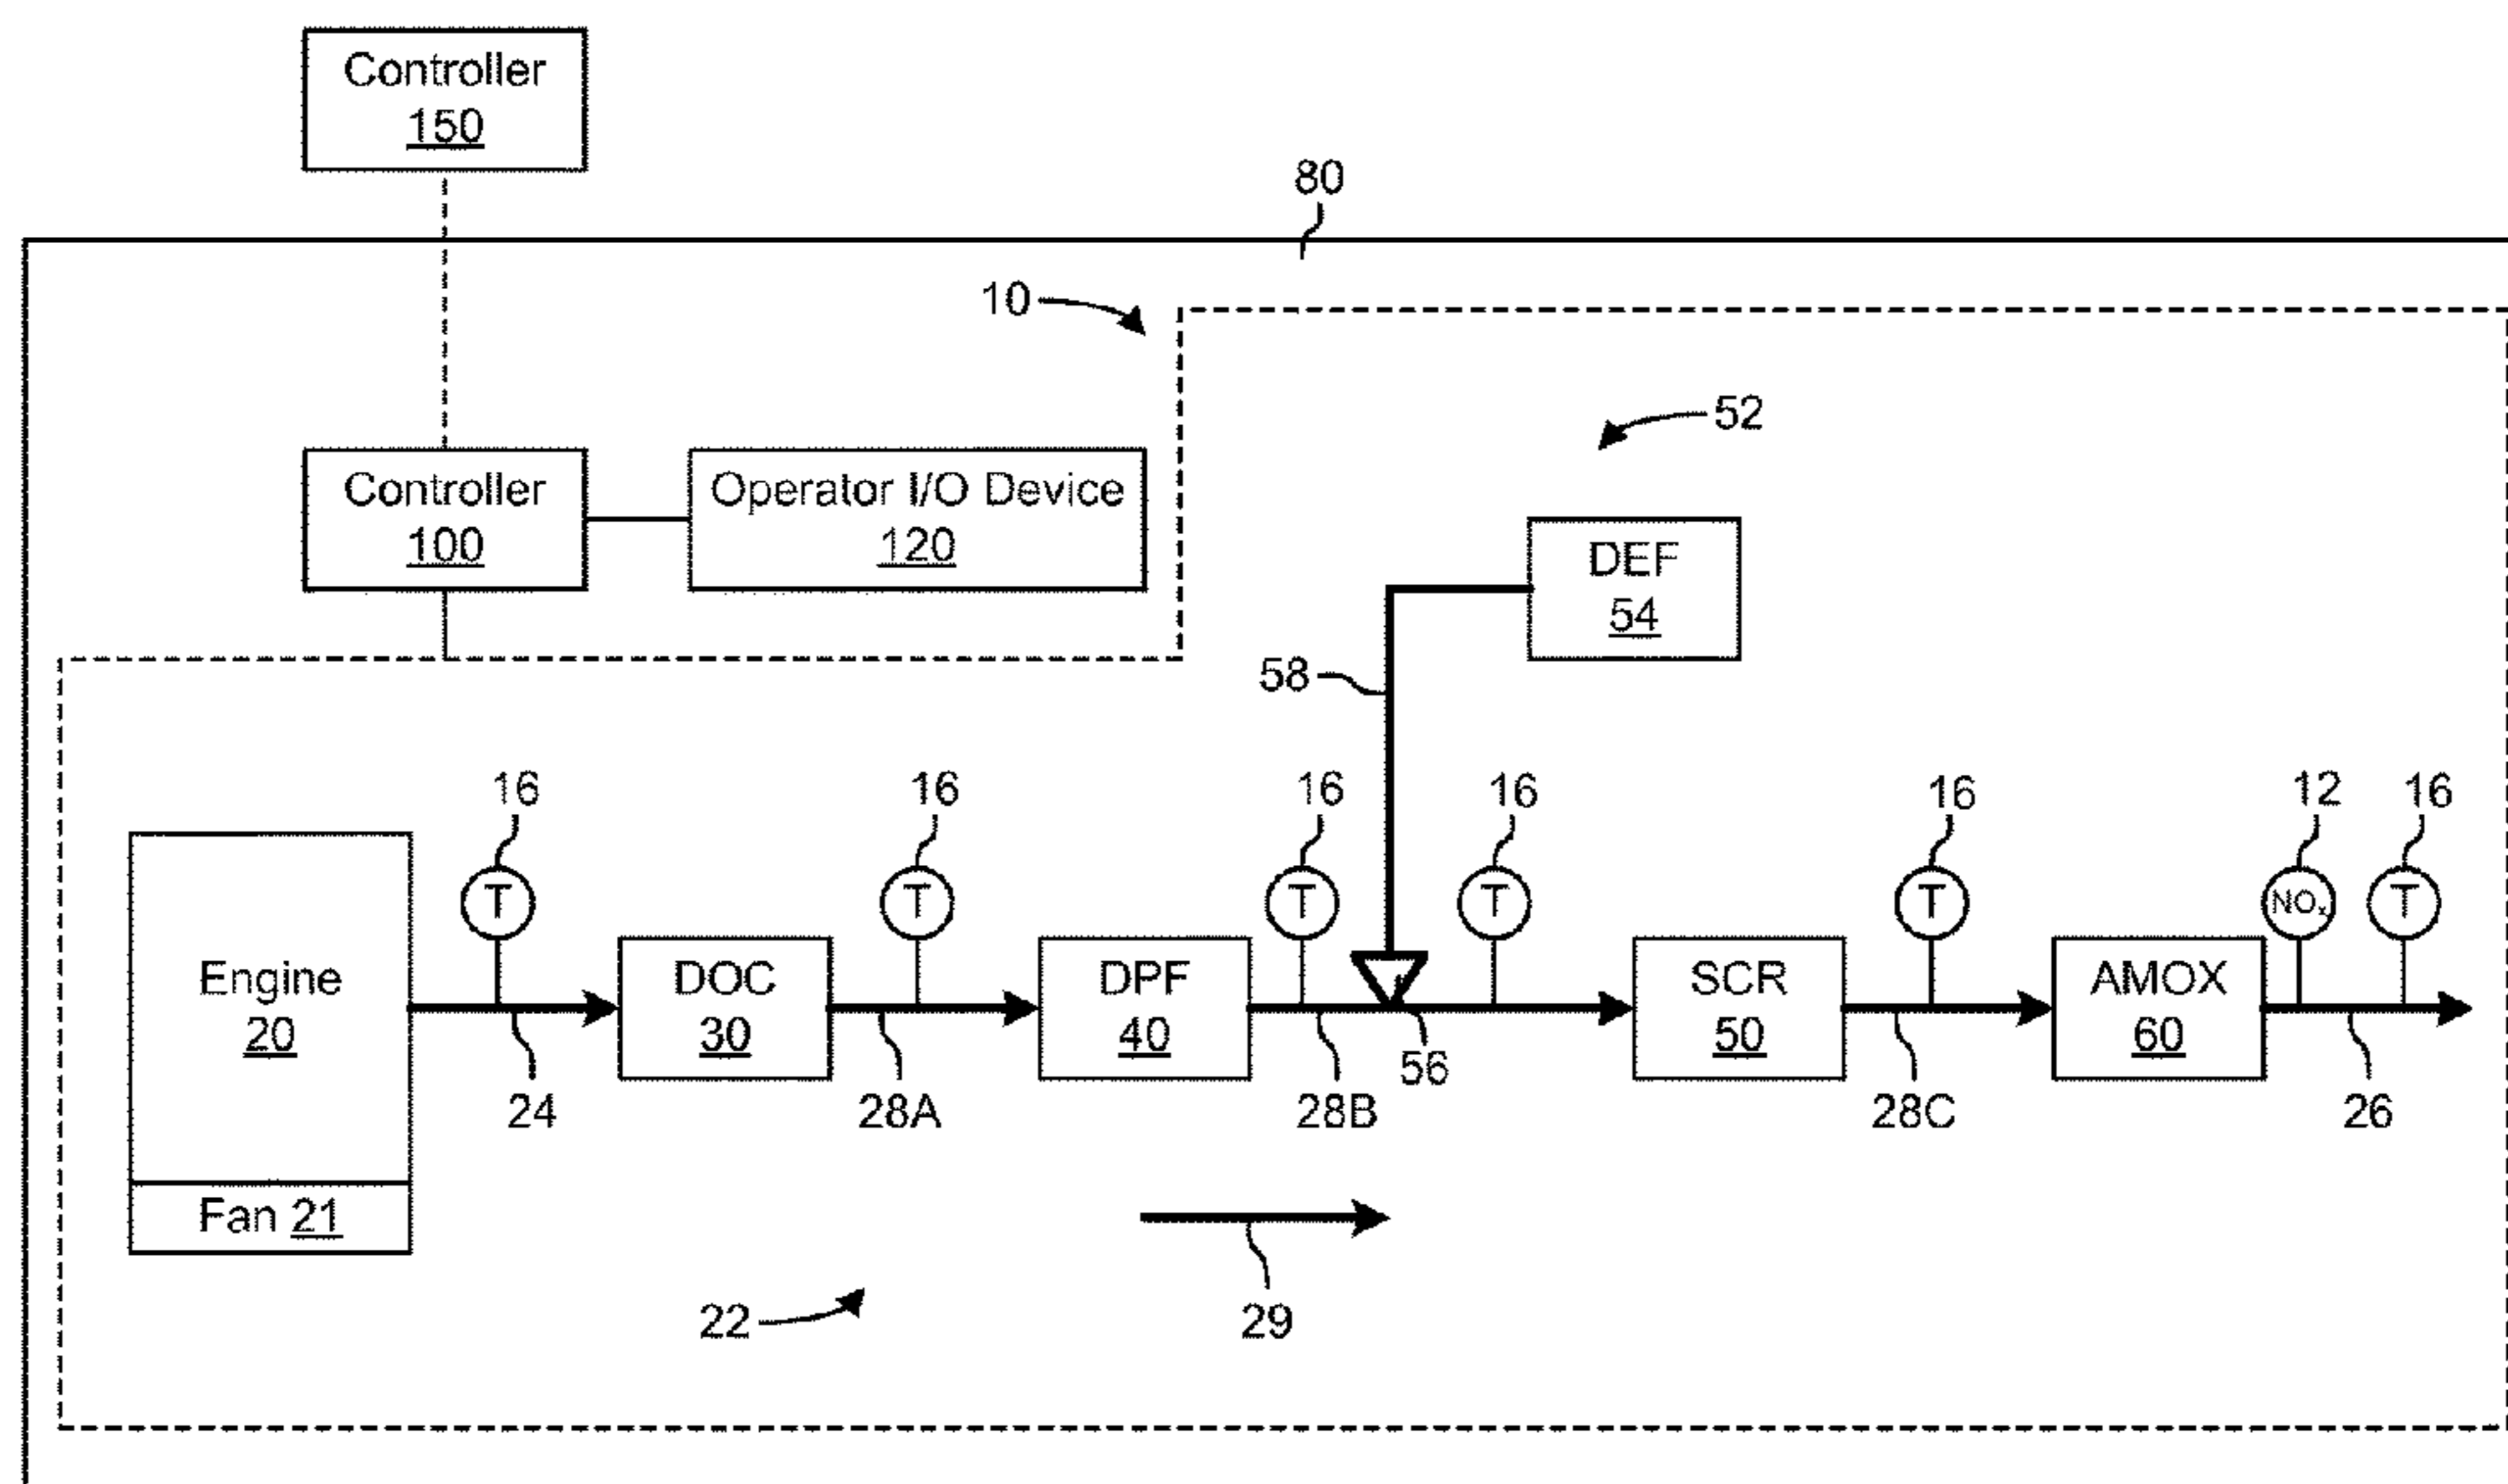 Controller
150
80
10
52
Controller
100
Operator I/O Device
120
DEF
54
58
16
16
16
16
16
12
16
T
T
T
T
T
NOx
T
Engine
20
DOC
30
DPF
40
SCR
50
AMOX
60
24
28A
28B
56
28C
26
Fan 21
22
29